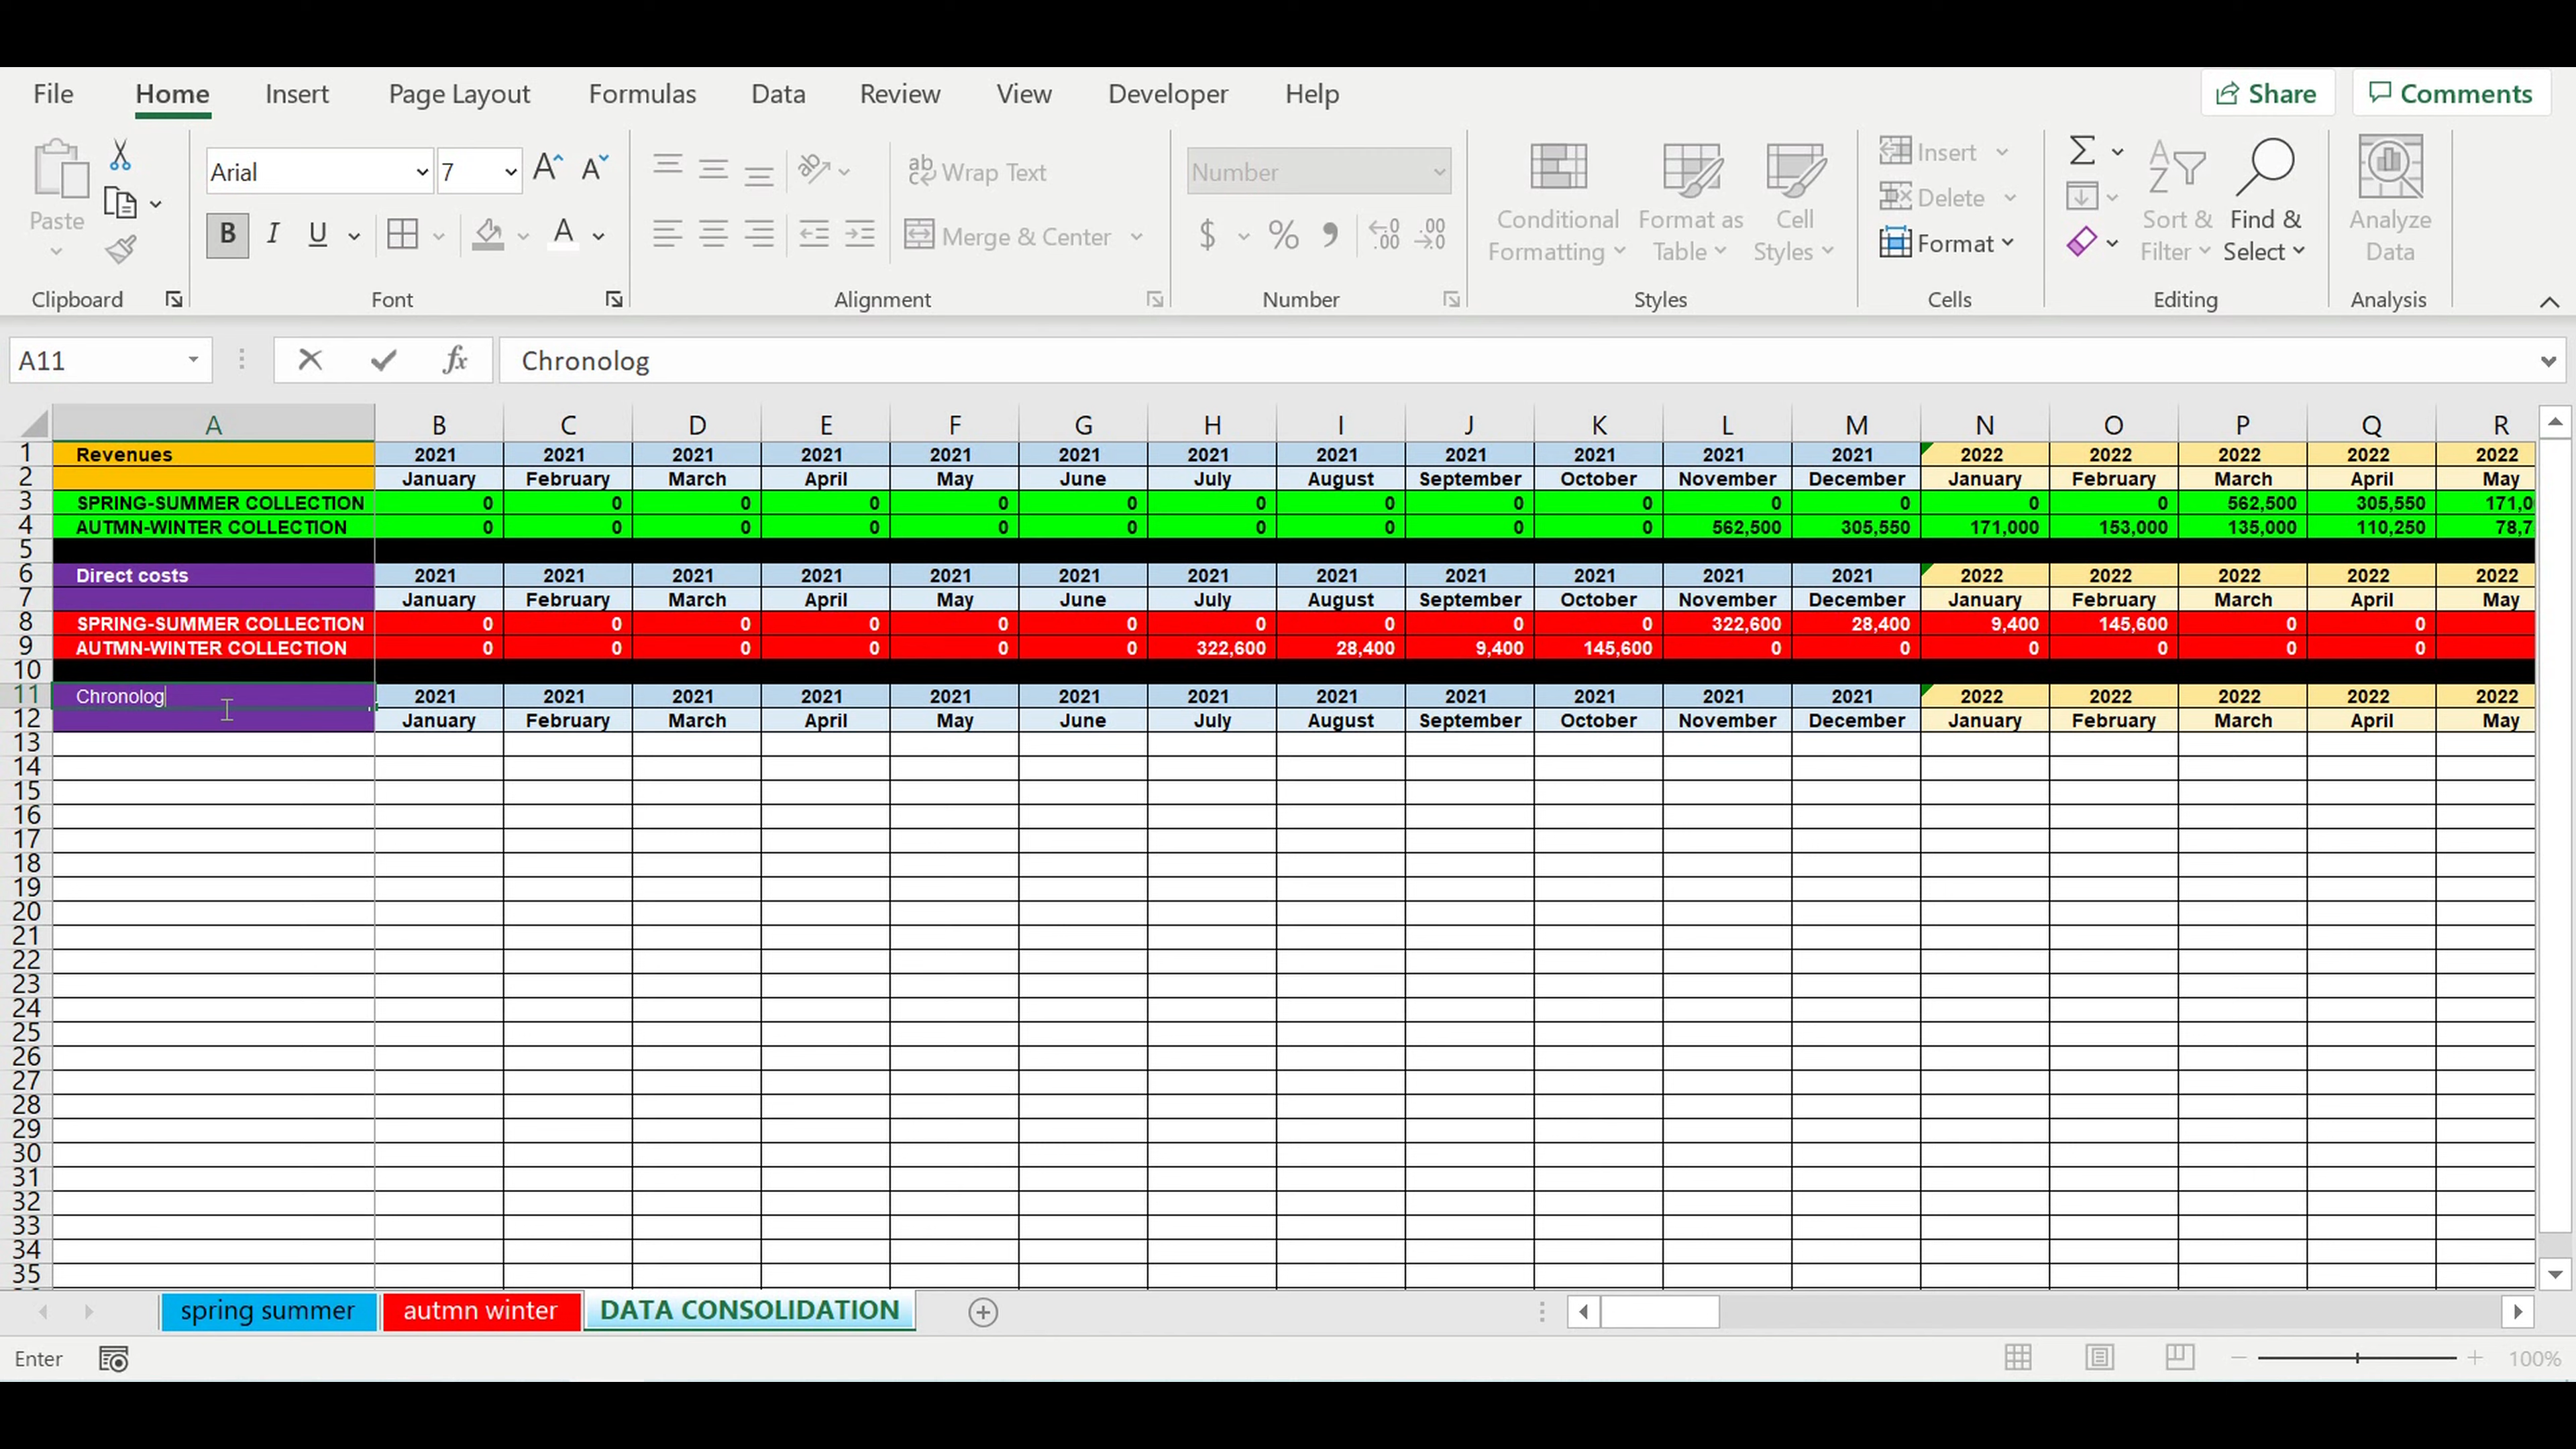 File Home Insert Page Layout Formulas Data Review View Developer Help Share Comments
Paste Arial 7 Wrap Text Number Insert
B I U Merge & Center $ % Conditional Formatting Format as Table Cell Styles Delete Format Sort & Filter Find & Select Analyze Data
Clipboard Font Alignment Number Styles Cells Editing Analysis
A11 fx Chronolog
A B C D E F G H I J K L M N O P Q R
1 Revenues 2021 2021 2021 2021 2021 2021 2021 2021 2021 2021 2021 2021 2022 2022 2022 2022 2022
2 January February March April May June July August September October November December January February March April May
3 SPRING-SUMMER COLLECTION 0 0 0 0 0 0 0 0 0 0 0 0 0 0 562,500 305,550 171,0
4 AUTMN-WINTER COLLECTION 0 0 0 0 0 0 0 0 0 0 562,500 305,550 171,000 153,000 135,000 110,250 78,7
5
6 Direct costs 2021 2021 2021 2021 2021 2021 2021 2021 2021 2021 2021 2021 2022 2022 2022 2022 2022
7 January February March April May June July August September October November December January February March April May
8 SPRING-SUMMER COLLECTION 0 0 0 0 0 0 0 0 0 0 322,600 28,400 9,400 145,600 0 0
9 AUTMN-WINTER COLLECTION 0 0 0 0 0 0 322,600 28,400 9,400 145,600 0 0 0 0 0 0
10
11 Chronolog 2021 2021 2021 2021 2021 2021 2021 2021 2021 2021 2021 2021 2022 2022 2022 2022 2022
12 January February March April May June July August September October November December January February March April May
13
14
15
16
17
18
19
20
21
22
23
24
25
26
27
28
29
30
31
32
33
34
35
spring summer autmn winter DATA CONSOLIDATION
Enter 100%